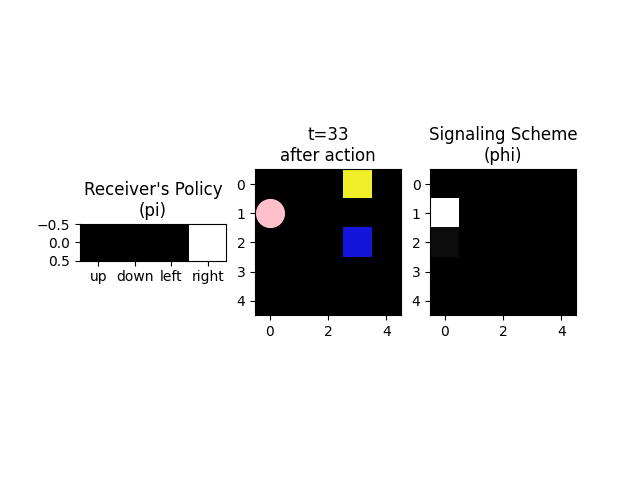 Receiver's Policy
(pi)
−0.5
0.0
0.5
up down left right
t=33
after action
0
1
2
3
4
0 2 4
Signaling Scheme
(phi)
0
1
2
3
4
0 2 4